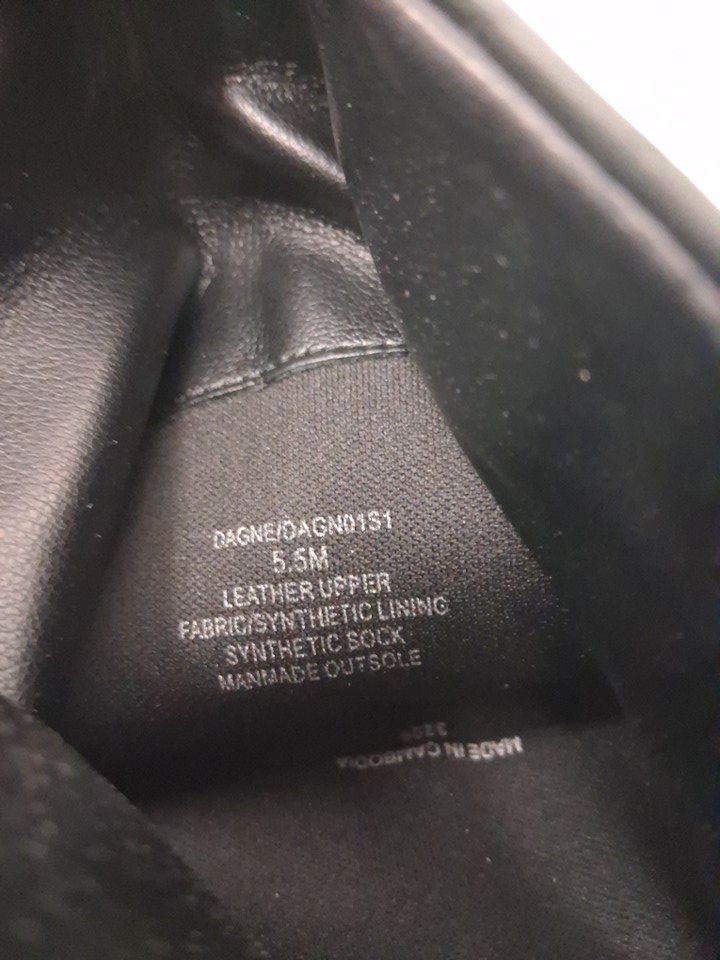 DAGNE/DAGN01S1
5.5M
LEATHER UPPER
FABRIC/SYNTHETIC LINING
SYNTHETIC SOCK
MANMADE OUTSOLE
MADE IN CAMBODIA